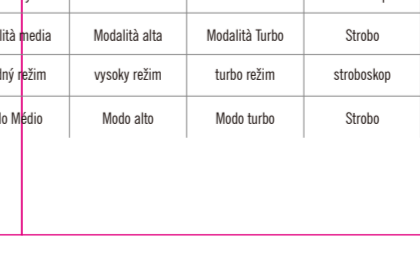 lità media Modalità alta Modalità Turbo Strobo
ný režim vysoky režim turbo režim stroboskop
lo Médio Modo alto Modo turbo Strobo